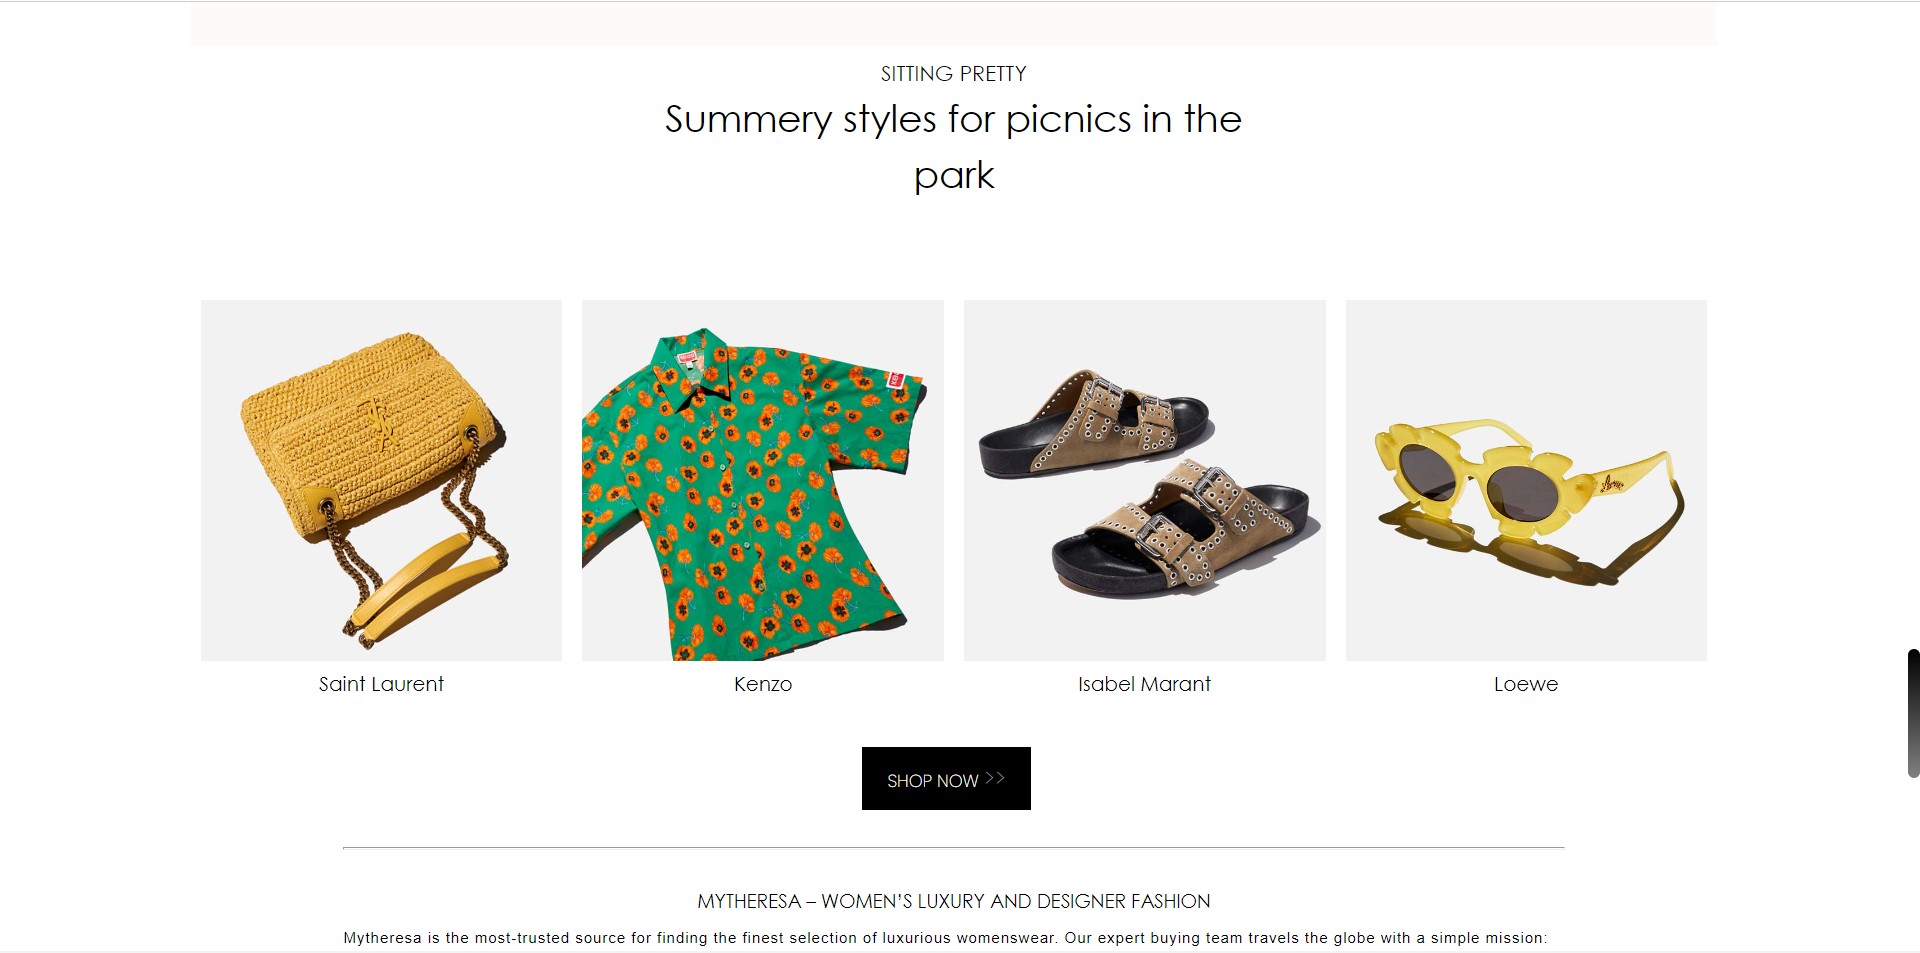 SITTING PRETTY
Summery styles for picnics in the
park
Saint Laurent
Kenzo
Isabel Marant
Loewe
SHOP NOW >>
MYTHERESA – WOMEN’S LUXURY AND DESIGNER FASHION
Mytheresa is the most-trusted source for finding the finest selection of luxurious womenswear. Our expert buying team travels the globe with a simple mission: